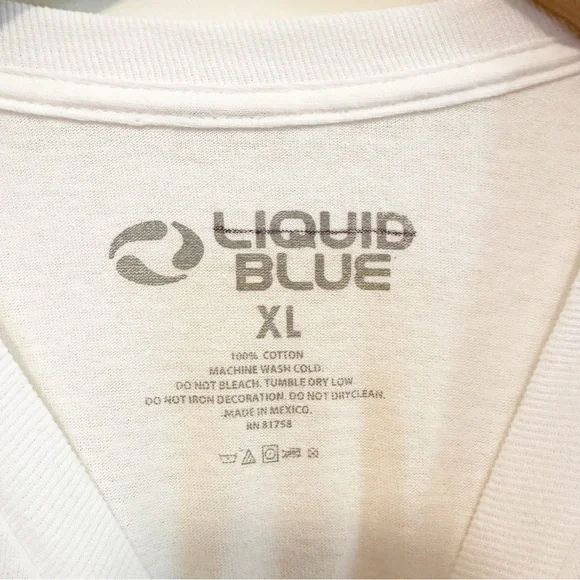 LIQUID
BLUE
XL
100% COTTON
MACHINE WASH COLD.
DO NOT BLEACH. TUMBLE DRY LOW
DO NOT IRON DECORATION. DO NOT DRYCLEAN.
MADE IN MEXICO.
RN 81758